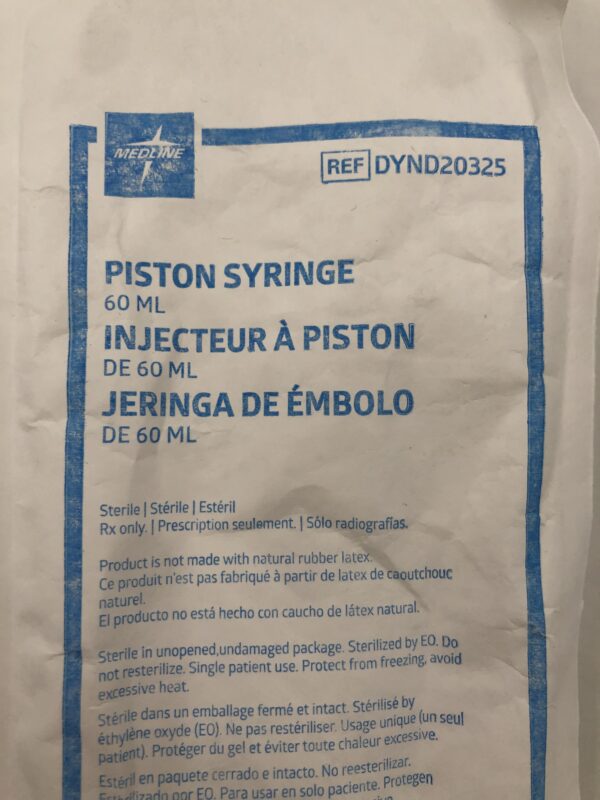 MEDLINE
REF DYND20325
PISTON SYRINGE
60 ML
INJECTEUR À PISTON
DE 60 ML
JERINGA DE ÉMBOLO
DE 60 ML
Sterile | Stérile | Estéril
Rx only. | Prescription seulement. | Sólo radiografías.
Product is not made with natural rubber latex.
Ce produit n'est pas fabriqué à partir de latex de caoutchouc
naturel.
El producto no está hecho con caucho de látex natural.
Sterile in unopened,undamaged package. Sterilized by EO. Do
not resterilize. Single patient use. Protect from freezing, avoid
excessive heat.
Stérile dans un emballage fermé et intact. Stérilisé by
éthylène oxyde (EO). Ne pas restériliser. Usage unique (un seul
patient). Protéger du gel et éviter toute chaleur excessive.
Estéril en paquete cerrado e intacto. No reesterilizar.
Esterilizado por EO. Para usar en solo paciente. Protegen